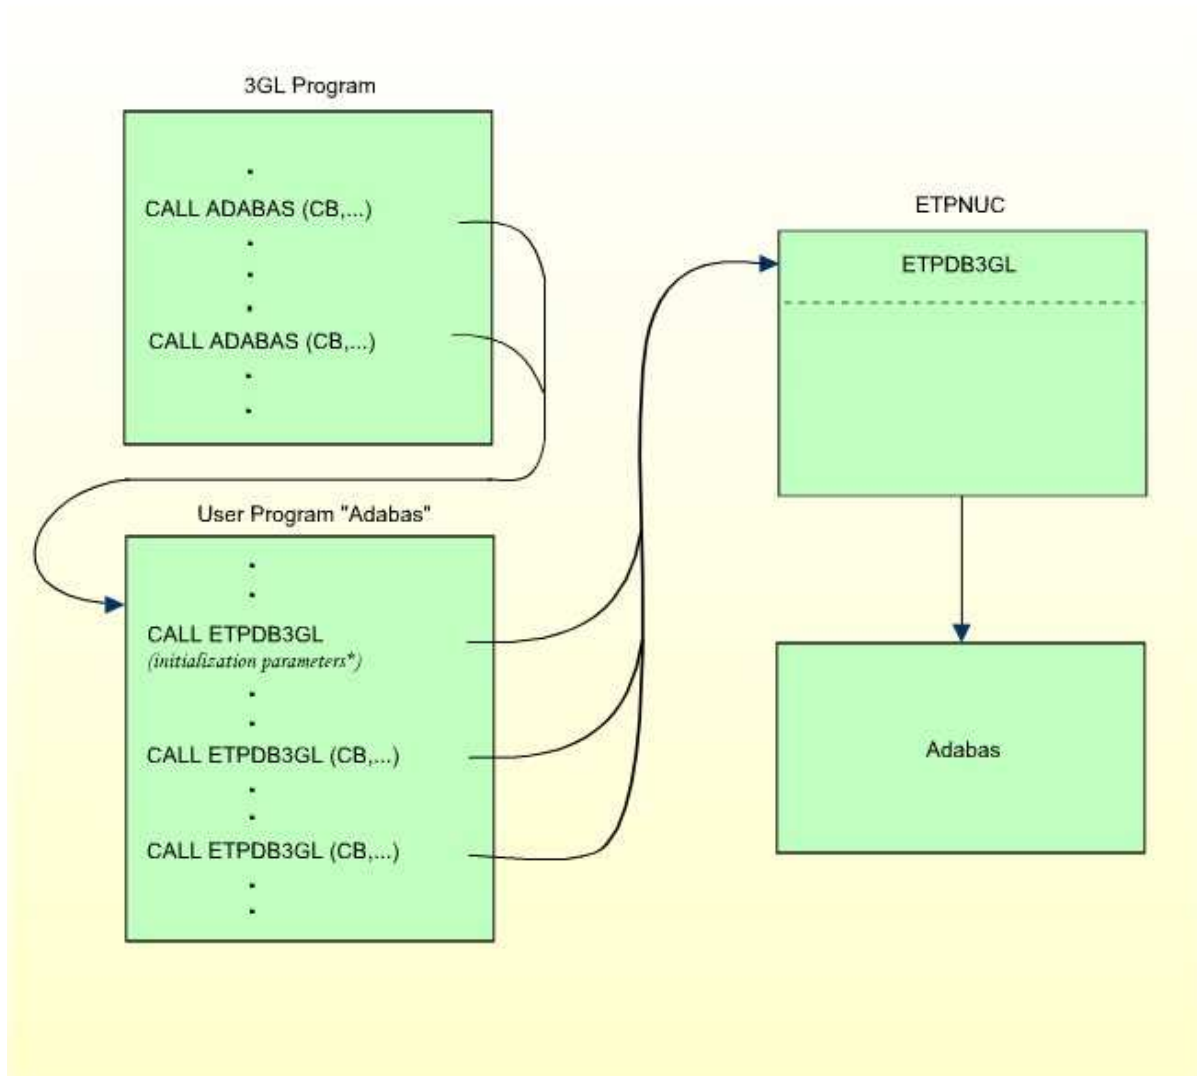 3GL Program
CALL ADABAS (CB,...)
CALL ADABAS (CB,...)
User Program "Adabas"
CALL ETPDB3GL
(initialization parameters*)
CALL ETPDB3GL (CB,...)
CALL ETPDB3GL (CB,...)
ETPNUC
ETPDB3GL
Adabas